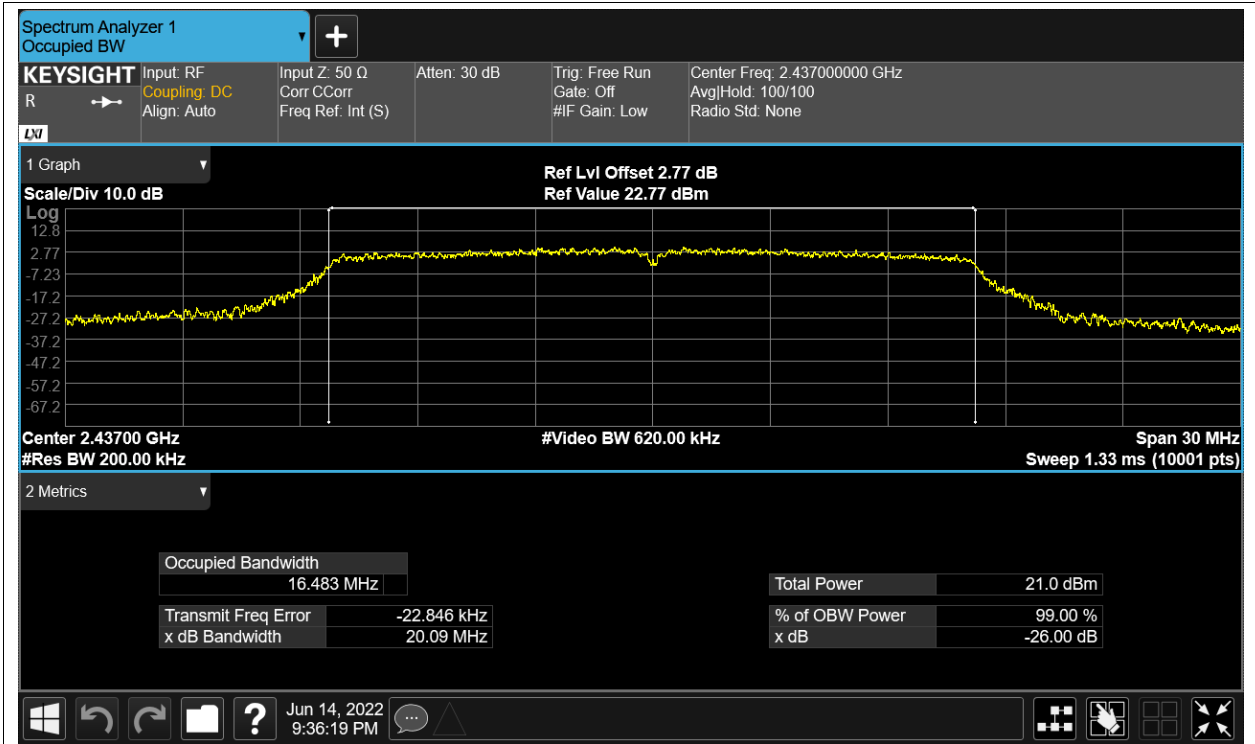 Spectrum Analyzer 1
Occupied BW
KEYSIGHT
R
LXI
Input: RF
Coupling: DC
Align: Auto
Input Z: 50 Ω
Corr CCorr
Freq Ref: Int (S)
Atten: 30 dB
Trig: Free Run
Gate: Off
#IF Gain: Low
Center Freq: 2.437000000 GHz
Avg|Hold: 100/100
Radio Std: None
1 Graph
Scale/Div 10.0 dB
Ref Lvl Offset 2.77 dB
Ref Value 22.77 dBm
Log
12.8
2.77
-7.23
-17.2
-27.2
-37.2
-47.2
-57.2
-67.2
Center 2.43700 GHz
#Res BW 200.00 kHz
#Video BW 620.00 kHz
Span 30 MHz
Sweep 1.33 ms (10001 pts)
2 Metrics
Occupied Bandwidth
16.483 MHz
Transmit Freq Error -22.846 kHz
x dB Bandwidth 20.09 MHz
Total Power 21.0 dBm
% of OBW Power 99.00 %
x dB -26.00 dB
?
Jun 14, 2022
9:36:19 PM